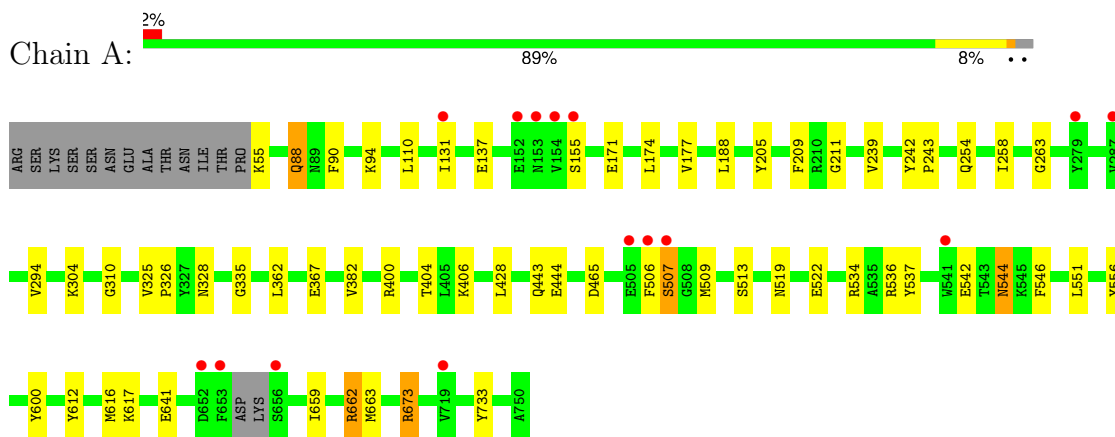 2%
Chain A:
89% 8% • •
ARG SER LYS SER SER ASN GLU ALA THR ASN ILE THR PRO K55 Q88 N89 F90 K94 L110 I131 E137 E152 N153 V154 S155 E171 L174 V177 L188 Y205 F209 R210 G211 V239 Y242 P243 Q254 I258 G263 Y279 V287
V294 K304 G310 V325 P326 Y327 N328 G335 L362 E367 V382 R400 T404 L405 K406 L428 Q443 E444 D465 E505 F506 S507 G508 M509 S513 N519 E522 R534 A535 R536 Y537 W541 E542 T543 N544 K545 F546 L551 Y556
Y600 Y612 M616 K617 E641 D652 F653 ASP LYS S656 I659 R662 M663 R673 V719 Y733 A750